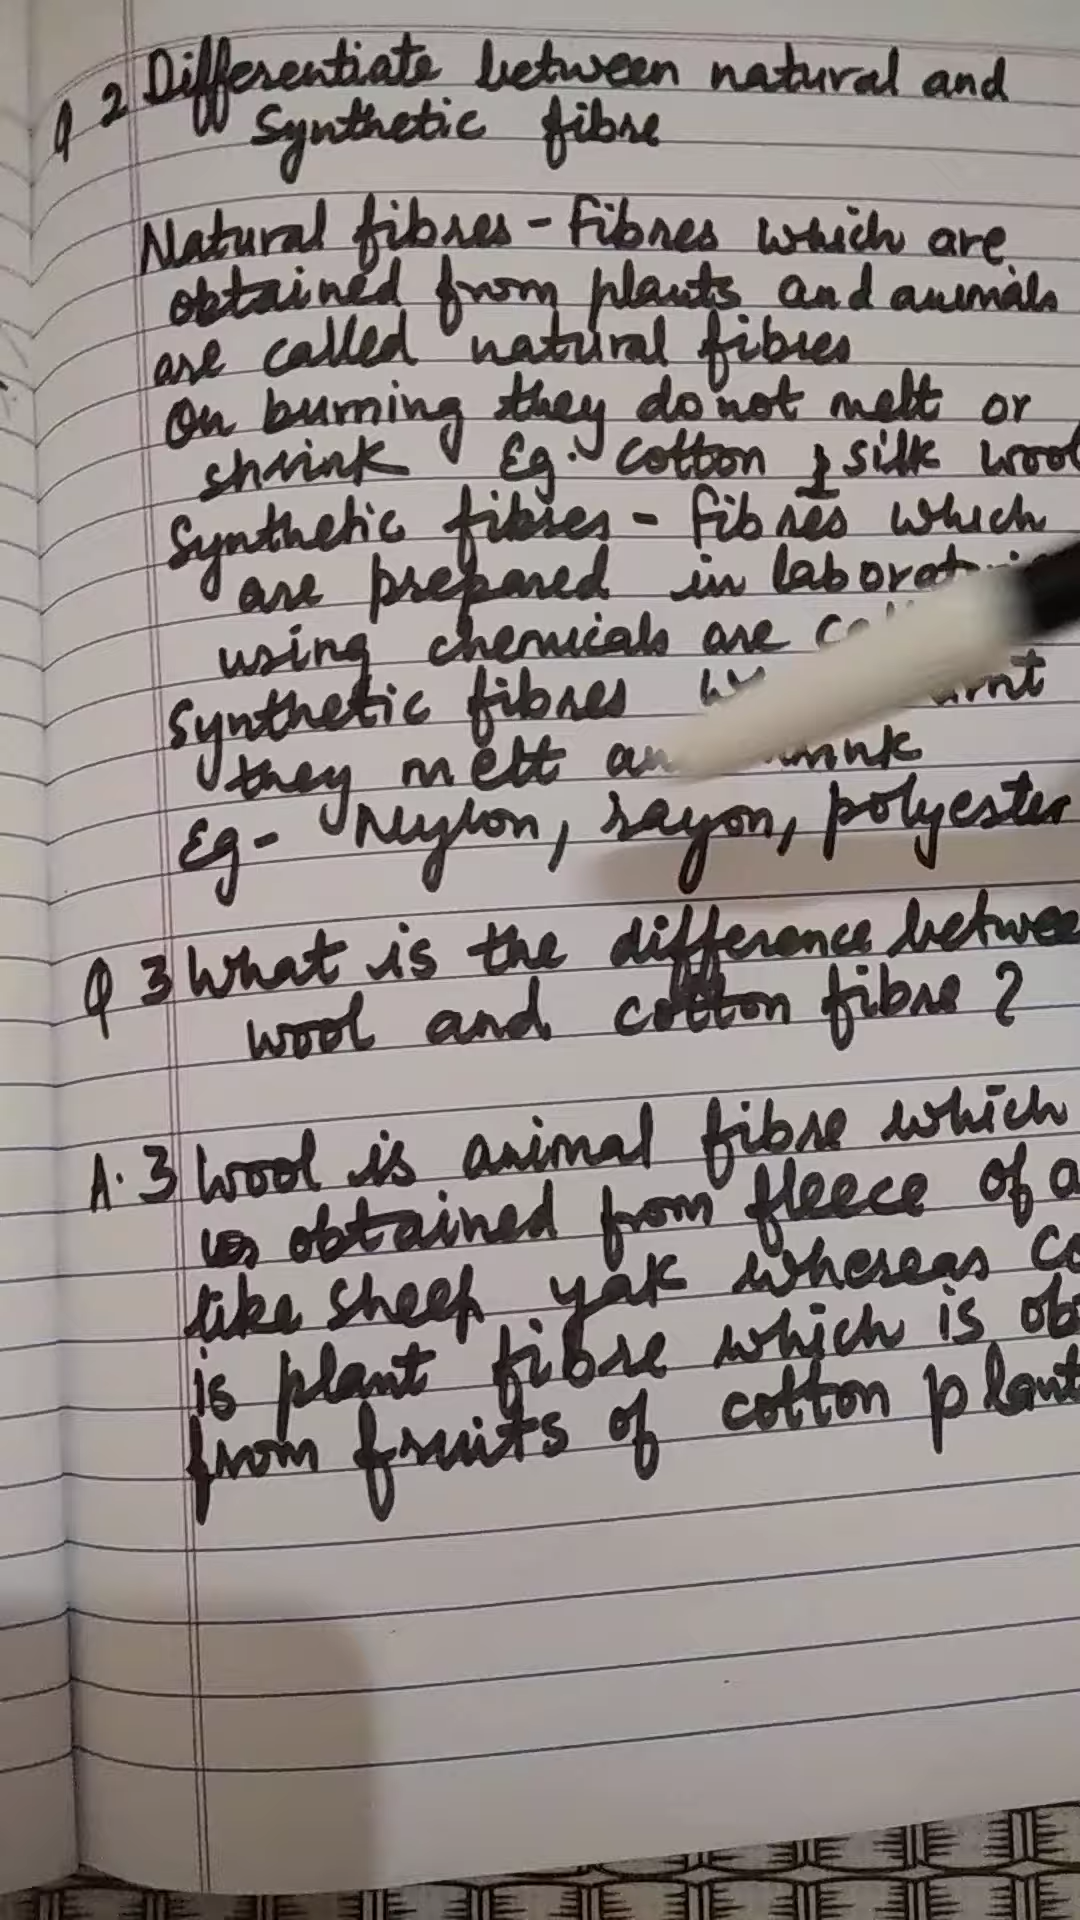 Q 2 Differentiate between natural and
Synthetic fibre
Natural fibres - Fibres which are
obtained from plants and animals
are called natural fibres
On burning they do not melt or
shrink Eg. cotton, silk wool
Synthetic fibres - fibres which
are prepared in
using chemicals are
Synthetic fibres
they melt
Eg - Nylon, rayon, polyester
Q 3 What is the difference
wool and cotton fibre ?
A. 3 Wool is animal fibre which
is obtained from fleece of
like sheep yak whereas
is plant fibre which is
from fruits of cotton plant